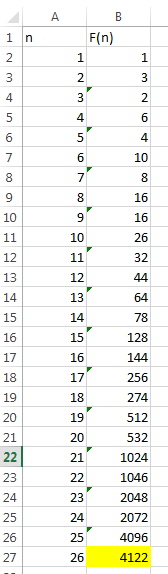 A B
1 n F(n)
2 1 1
3 2 3
4 3 2
5 4 6
6 5 4
7 6 10
8 7 8
9 8 16
10 9 16
11 10 26
12 11 32
13 12 44
14 13 64
15 14 78
16 15 128
17 16 144
18 17 256
19 18 274
20 19 512
21 20 532
22 21 1024
23 22 1046
24 23 2048
25 24 2072
26 25 4096
27 26 4122